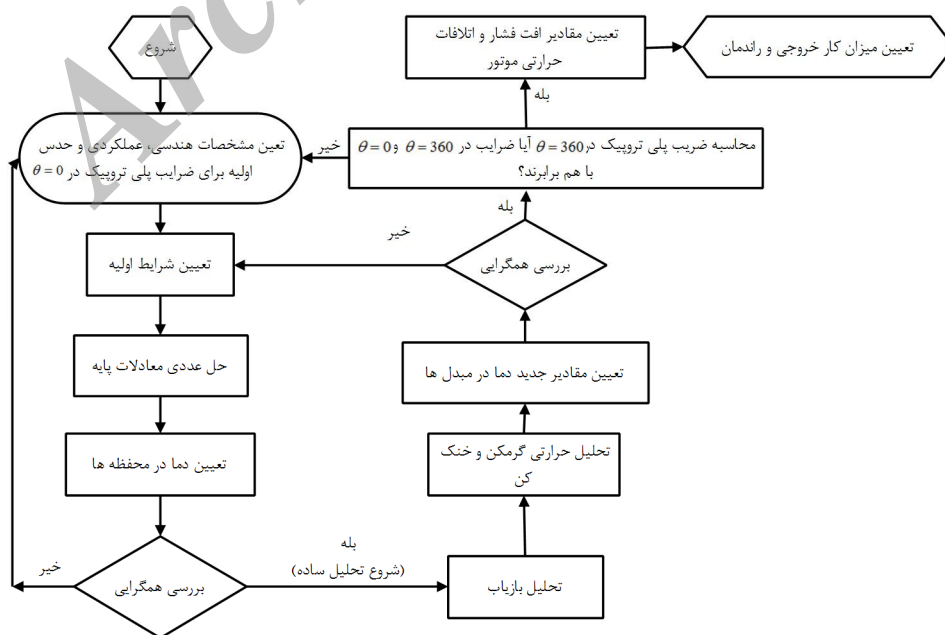 شروع
تعین مشخصات هندسی، عملکردی و حدس
اولیه برای ضرایب پلی تروپیک در θ = 0
تعیین شرایط اولیه
حل عددی معادلات پایه
تعیین دما در محفظه ها
بررسی همگرایی
خیر
بله
(شروع تحلیل ساده)
تحلیل بازیاب
تحلیل حرارتی گرمکن و خنک
کن
تعیین مقادیر جدید دما در مبدل ها
بررسی همگرایی
خیر
بله
محاسبه ضریب پلی تروپیک در θ = 360 آیا ضرایب در θ = 360 و θ = 0
با هم برابرند؟
خیر
بله
تعیین مقادیر افت فشار و اتلافات
حرارتی موتور
تعیین میزان کار خروجی و راندمان
Arc